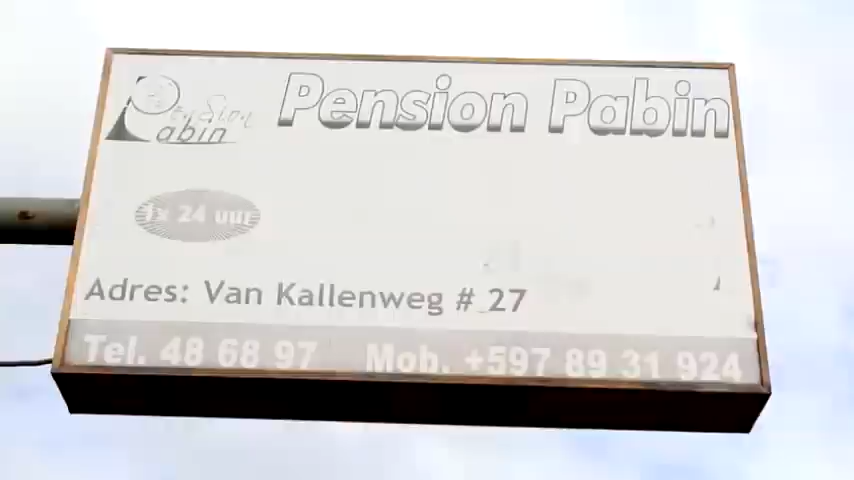 Pension Pabin
Pension
Pabin
24 uur
Adres: Van Kallenweg # 27
Tel. 48 68 97 Mob. +597 89 31 924